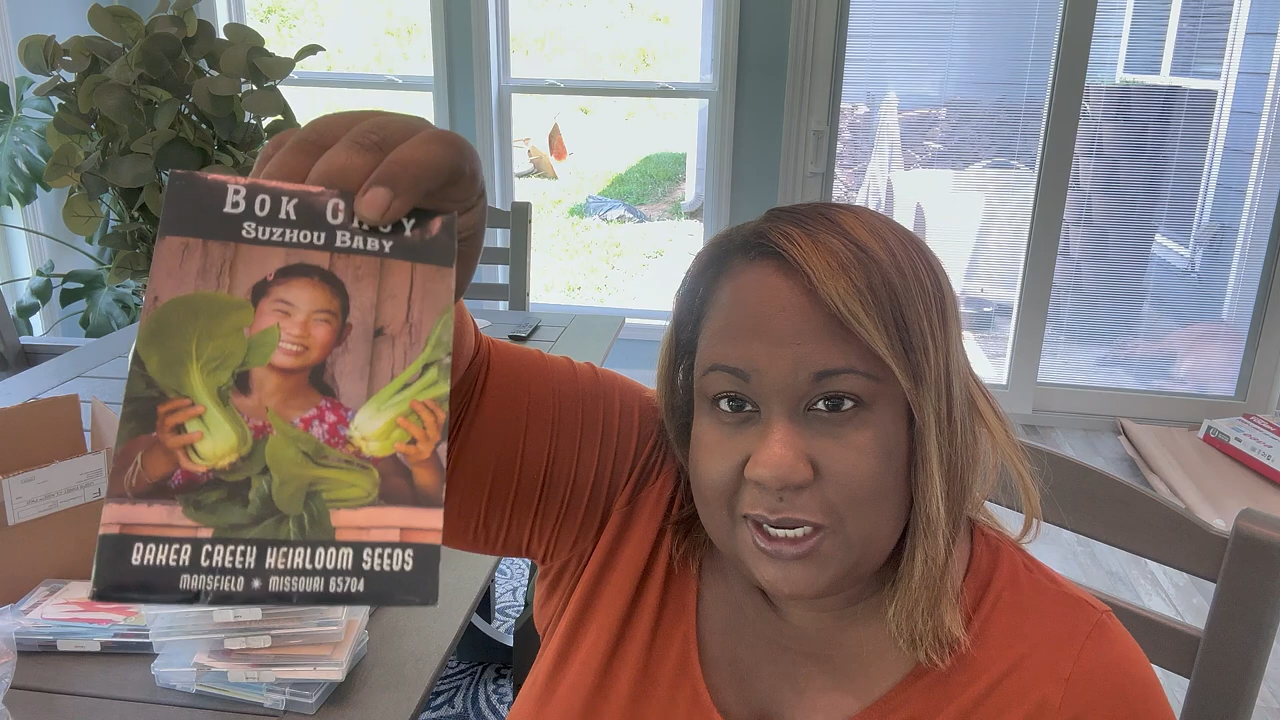 BOK CHOY
SUZHOU BABY
BAKER CREEK HEIRLOOM SEEDS
MANSFIELD * MISSOURI 65704